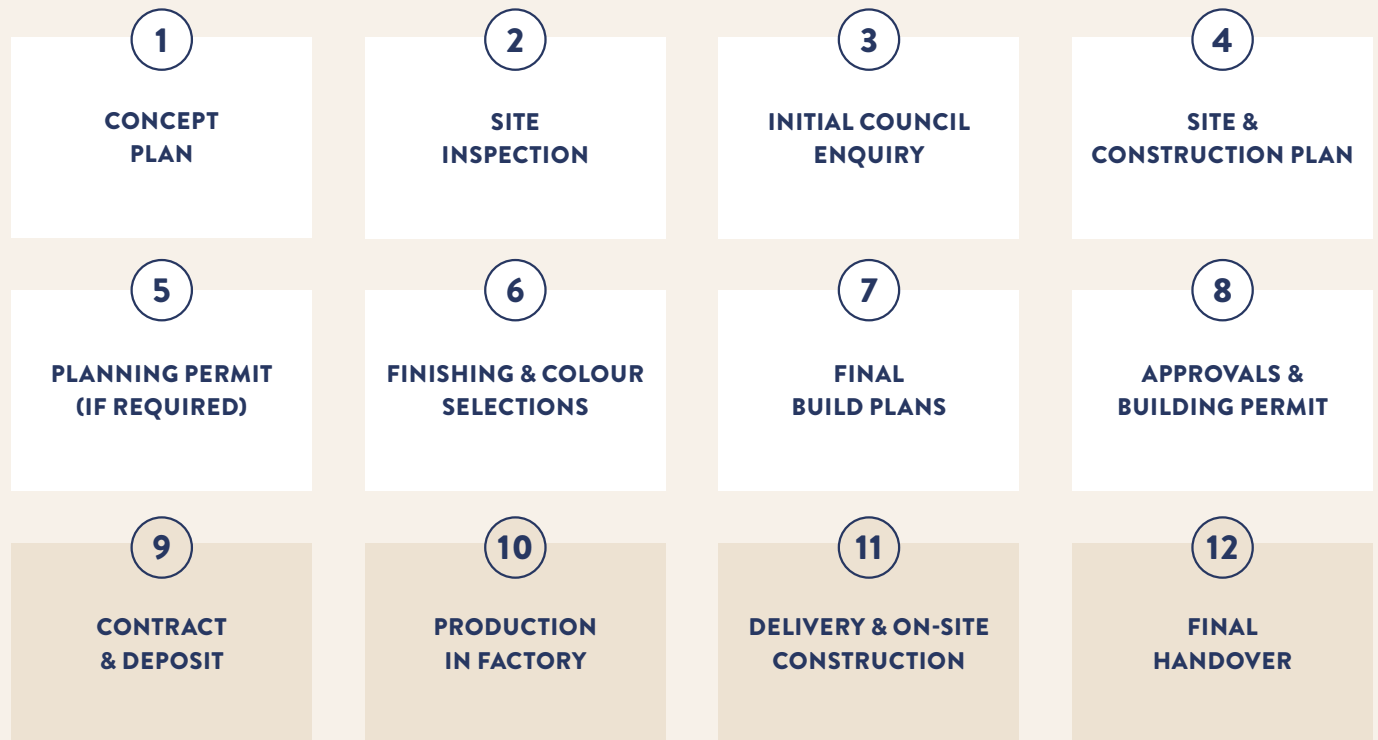 1
CONCEPT
PLAN
2
SITE
INSPECTION
3
INITIAL COUNCIL
ENQUIRY
4
SITE &
CONSTRUCTION PLAN
5
PLANNING PERMIT
(IF REQUIRED)
6
FINISHING & COLOUR
SELECTIONS
7
FINAL
BUILD PLANS
8
APPROVALS &
BUILDING PERMIT
9
CONTRACT
& DEPOSIT
10
PRODUCTION
IN FACTORY
11
DELIVERY & ON-SITE
CONSTRUCTION
12
FINAL
HANDOVER